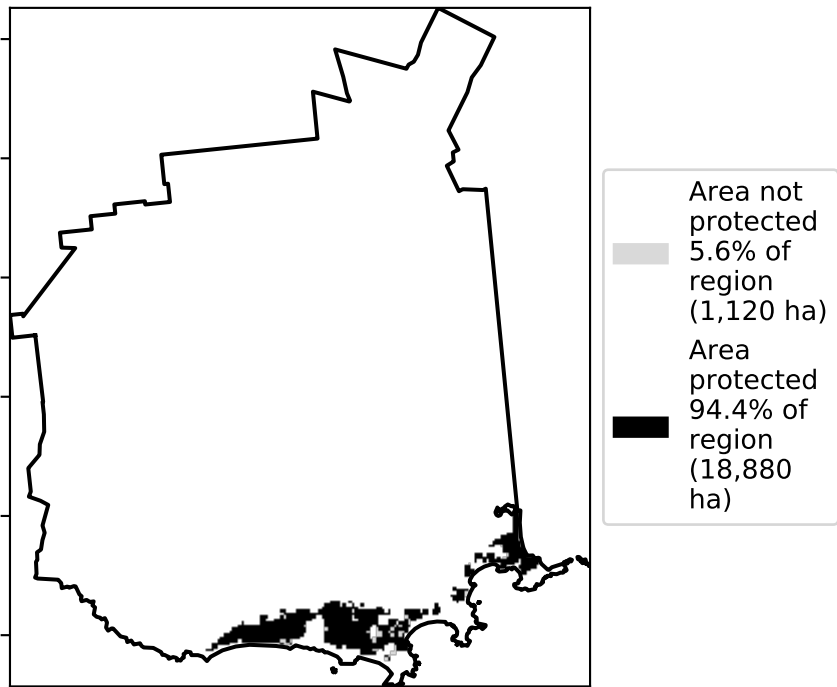 Area not
protected
5.6% of
region
(1,120 ha)
Area
protected
94.4% of
region
(18,880
ha)